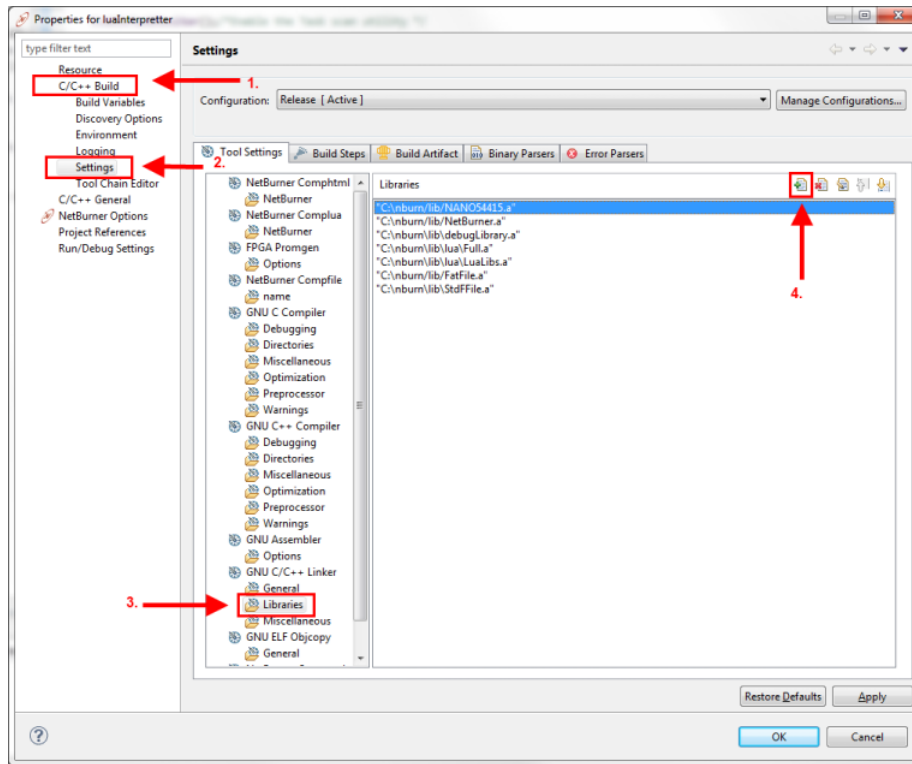 Properties for luaInterpretter
type filter text
Resource
C/C++ Build
Build Variables
Discovery Options
Environment
Logging
Settings
Tool Chain Editor
C/C++ General
NetBurner Options
Project References
Run/Debug Settings
1.
2.
Settings
Configuration: Release [ Active ]
Manage Configurations...
Tool Settings Build Steps Build Artifact Binary Parsers Error Parsers
NetBurner Comphtml
NetBurner
NetBurner Complua
NetBurner
FPGA Promgen
Options
NetBurner Compfile
name
GNU C Compiler
Debugging
Directories
Miscellaneous
Optimization
Preprocessor
Warnings
GNU C++ Compiler
Debugging
Directories
Miscellaneous
Optimization
Preprocessor
Warnings
GNU Assembler
Options
GNU C/C++ Linker
General
3.
Libraries
Miscellaneous
GNU ELF Objcopy
General
Libraries
"C:\nburn/lib/NANO54415.a"
"C:\nburn/lib/NetBurner.a"
"C:\nburn\lib\debugLibrary.a"
"C:\nburn\lib\lua\Full.a"
"C:\nburn\lib\lua\LuaLibs.a"
"C:\nburn/lib/FatFile.a"
"C:\nburn\lib\StdFFile.a"
4.
Restore Defaults Apply
OK Cancel